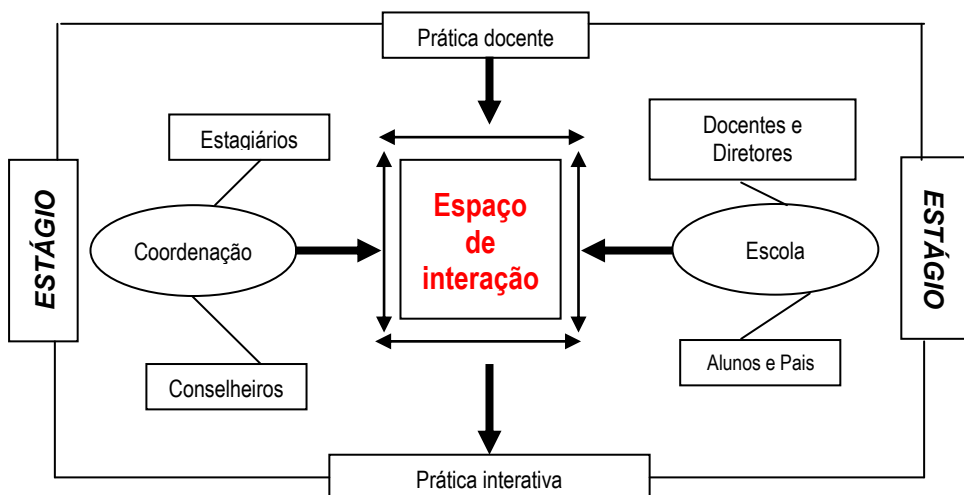 Prática docente
Estagiários
Docentes e
Diretores
ESTÁGIO
Coordenação
Espaço
de
interação
Escola
ESTÁGIO
Conselheiros
Alunos e Pais
Prática interativa